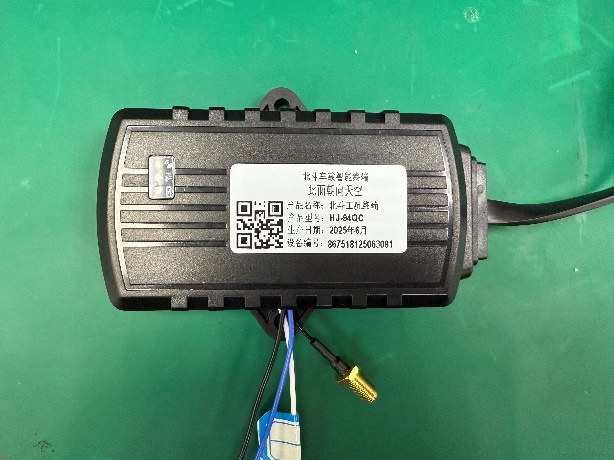 北斗车载智能终端
此面朝向天空
产品名称：北斗工机终端
产品型号：HJ-94QC
生产日期：2025年6月
设备编号：867518125063091